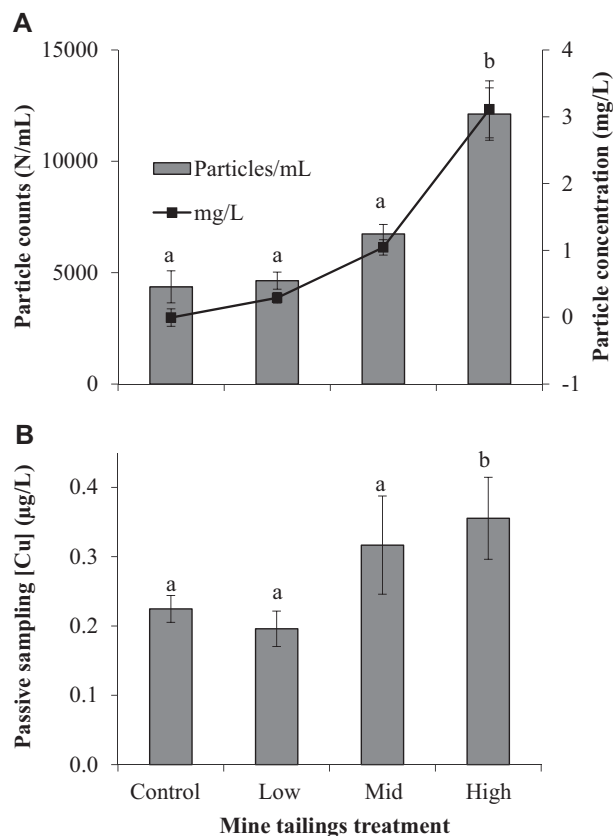 A
Particle counts (N/mL)
15000
10000
5000
0
Particles/mL
mg/L
a
a
a
b
4
3
2
1
0
-1
Particle concentration (mg/L)
B
Passive sampling [Cu] (µg/L)
0.4
0.3
0.2
0.1
0.0
a
a
a
b
Control Low Mid High
Mine tailings treatment